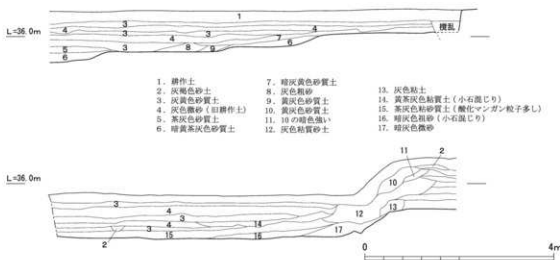 1
攪乱
L=36.0m
4
3
3
4
3
4
3
7
5
3
8
9
6
6
1．耕作土
2．灰褐色砂土
3．灰黄色砂質土
4．灰色微砂（旧耕作土）
5．茶灰色砂質土
6．暗黄茶灰色砂質土
7．暗灰黄色砂質土
8．灰色粗砂
9．黄灰色砂質土
10．黄灰色砂質土
11．10の暗色強い
12．灰色粘質砂土
13．灰色粘土
14．黄茶灰色粘質土（小石混じり）
15．茶灰色粘砂質土（酸化マンガン粒子多し）
16．暗灰色粗砂（小石混じり）
17．暗灰色微砂
11
2
L=36.0m
10
3
4
12
13
3
4
3
14
17
2
15
16
0
4m